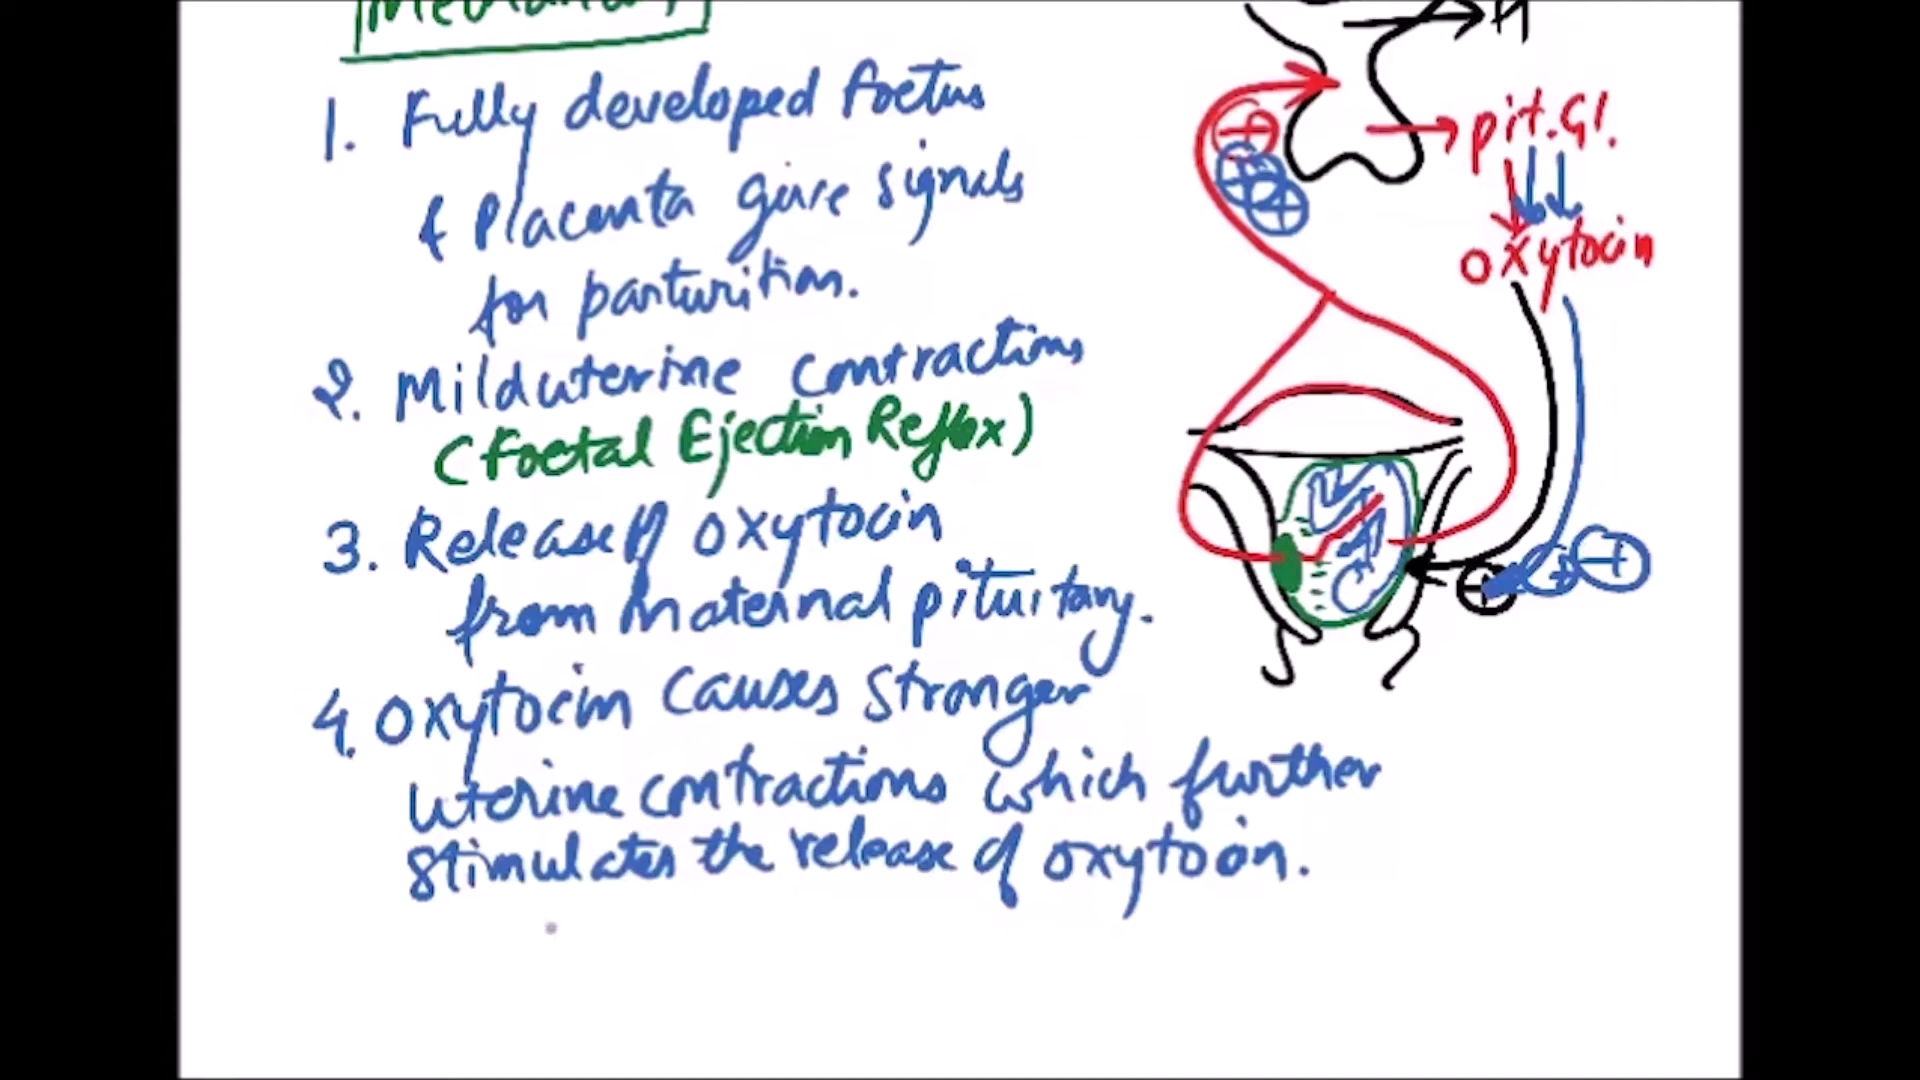 1. Fully developed foetus
& Placenta give signals
for parturition.
2. Mild uterine contractions
(Foetal Ejection Reflex)
3. Release of oxytocin
from maternal pituitary.
4. Oxytocin causes stronger
uterine contractions which further
stimulates the release of oxytocin.
pit. Gl.
oxytocin